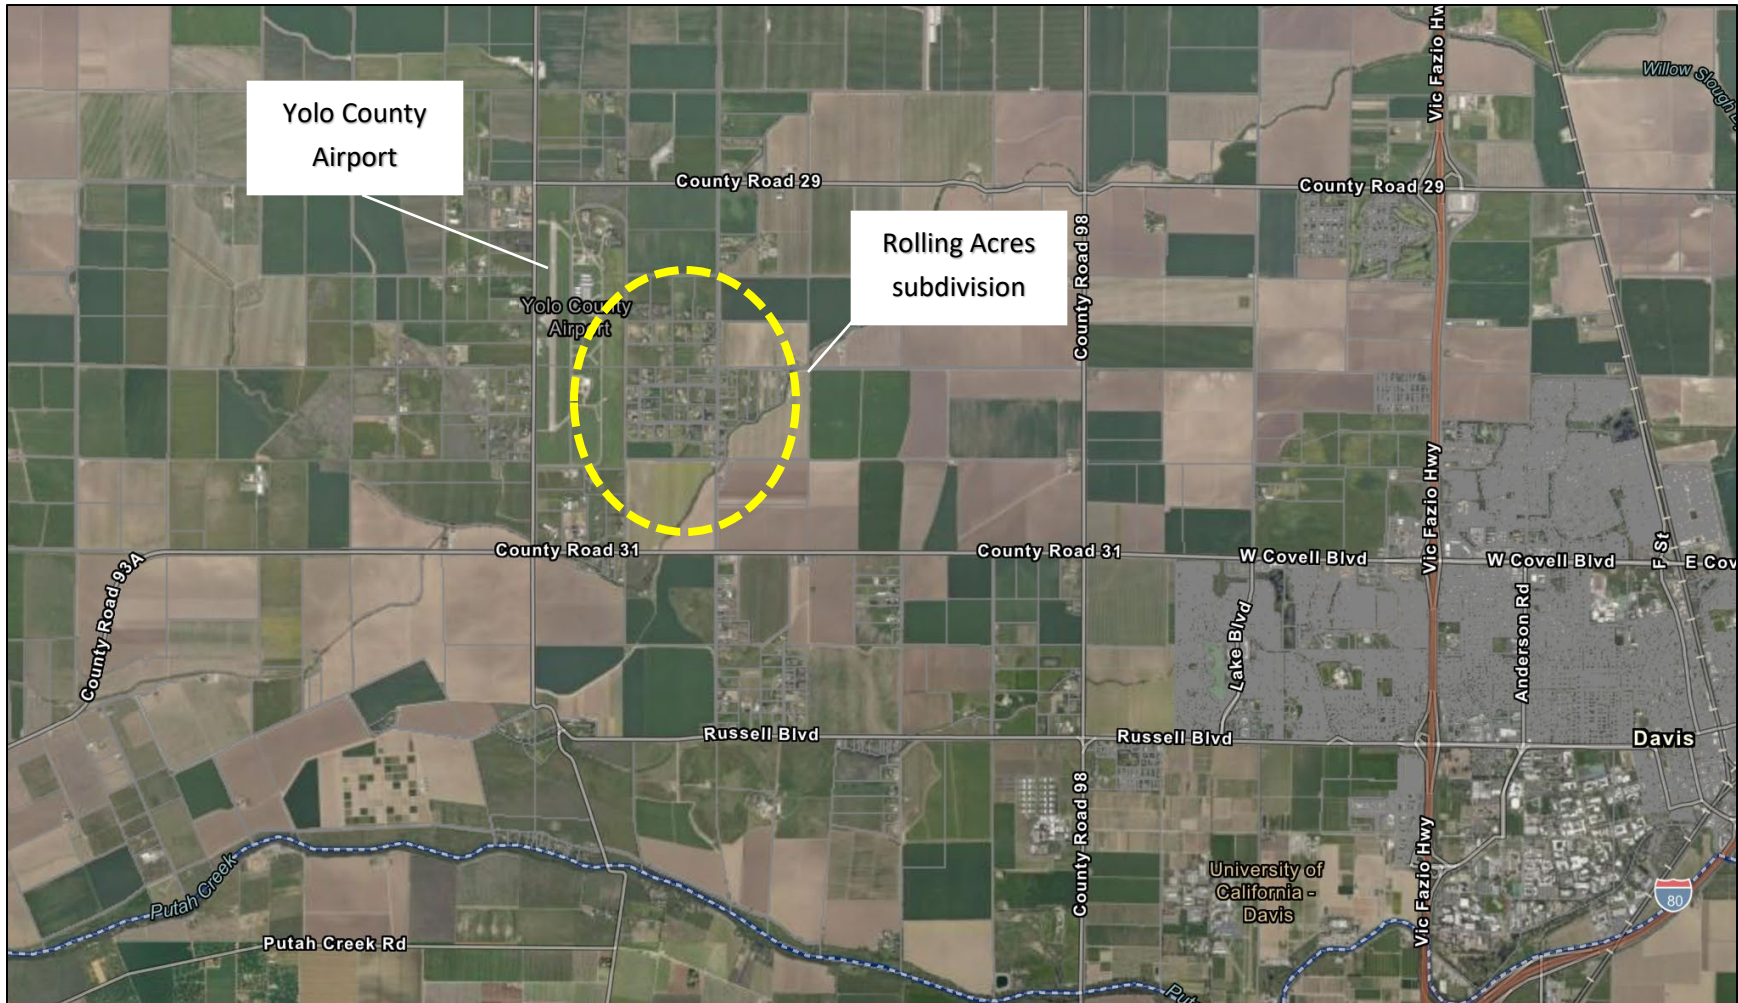 Vic Fazio Hw
Willow Slough
Yolo County
Airport
County Road 29
County Road 29
Rolling Acres
subdivision
County Road 98
Yolo County
Airport
Vic Fazio Hwy
County Road 31
County Road 31
W Covell Blvd
W Covell Blvd
F St
E Cov
County Road 93A
Lake Blvd
Anderson Rd
Russell Blvd
Russell Blvd
Davis
County Road 98
Vic Fazio Hwy
University of
California -
Davis
80
Putah Creek
Putah Creek Rd
Put